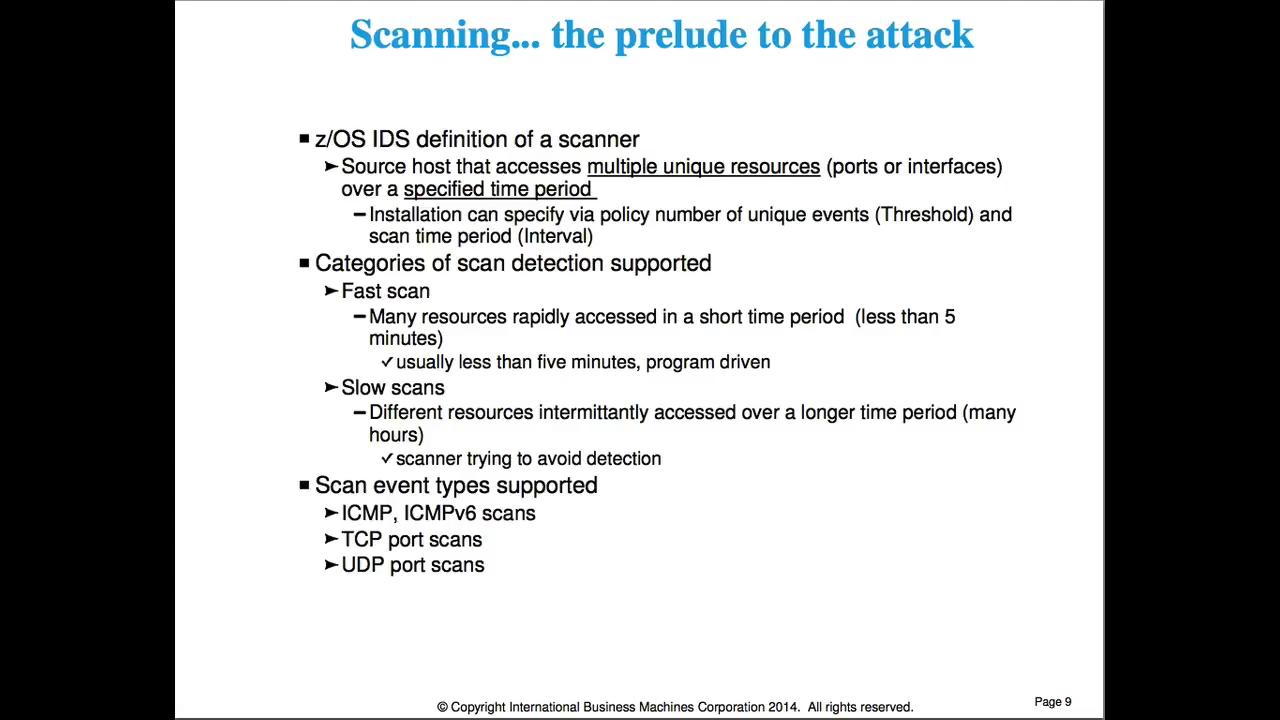 Scanning... the prelude to the attack
■ z/OS IDS definition of a scanner
➤Source host that accesses multiple unique resources (ports or interfaces)
over a specified time period
–Installation can specify via policy number of unique events (Threshold) and
scan time period (Interval)
■ Categories of scan detection supported
➤Fast scan
–Many resources rapidly accessed in a short time period (less than 5
minutes)
✓usually less than five minutes, program driven
➤Slow scans
–Different resources intermittantly accessed over a longer time period (many
hours)
✓scanner trying to avoid detection
■ Scan event types supported
➤ICMP, ICMPv6 scans
➤TCP port scans
➤UDP port scans
© Copyright International Business Machines Corporation 2014. All rights reserved.
Page 9